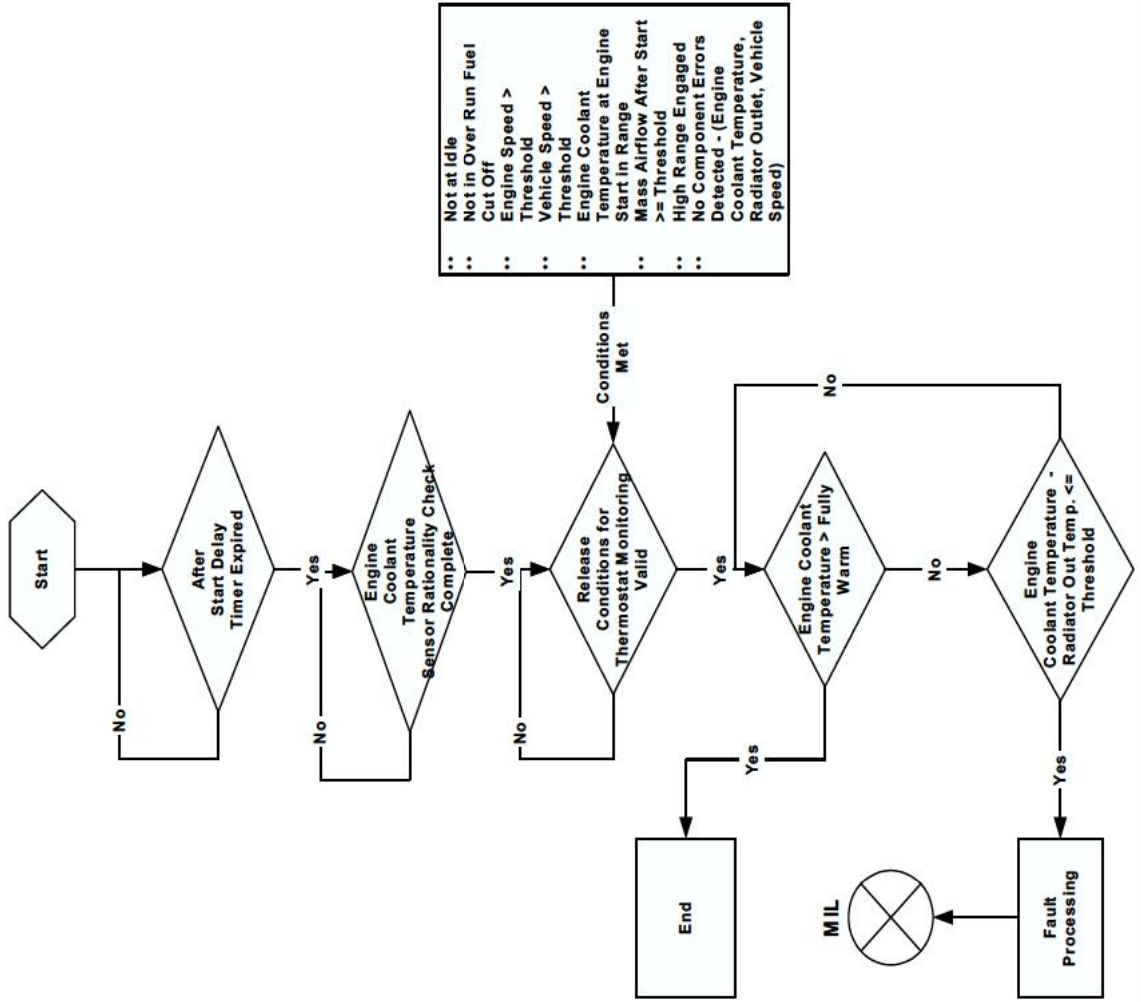 Start
After
Start Delay
Timer Expired
No
Yes
Engine
Coolant
Temperature
Sensor Rationality Check
Complete
No
Yes
Release
Conditions for
Thermostat Monitoring
Valid
No
Conditions
Met
Not at Idle
Not in Over Run Fuel
Cut Off
Engine Speed >
Threshold
Vehicle Speed >
Threshold
Engine Coolant
Temperature at Engine
Start in Range
Mass Airflow After Start
>= Threshold
High Range Engaged
No Component Errors
Detected - (Engine
Coolant Temperature,
Radiator Outlet, Vehicle
Speed)
Yes
Engine Coolant
Temperature > Fully
Warm
Yes
End
No
No
Engine
Coolant Temperature -
Radiator Out Temp. <=
Threshold
Yes
Fault
Processing
MIL